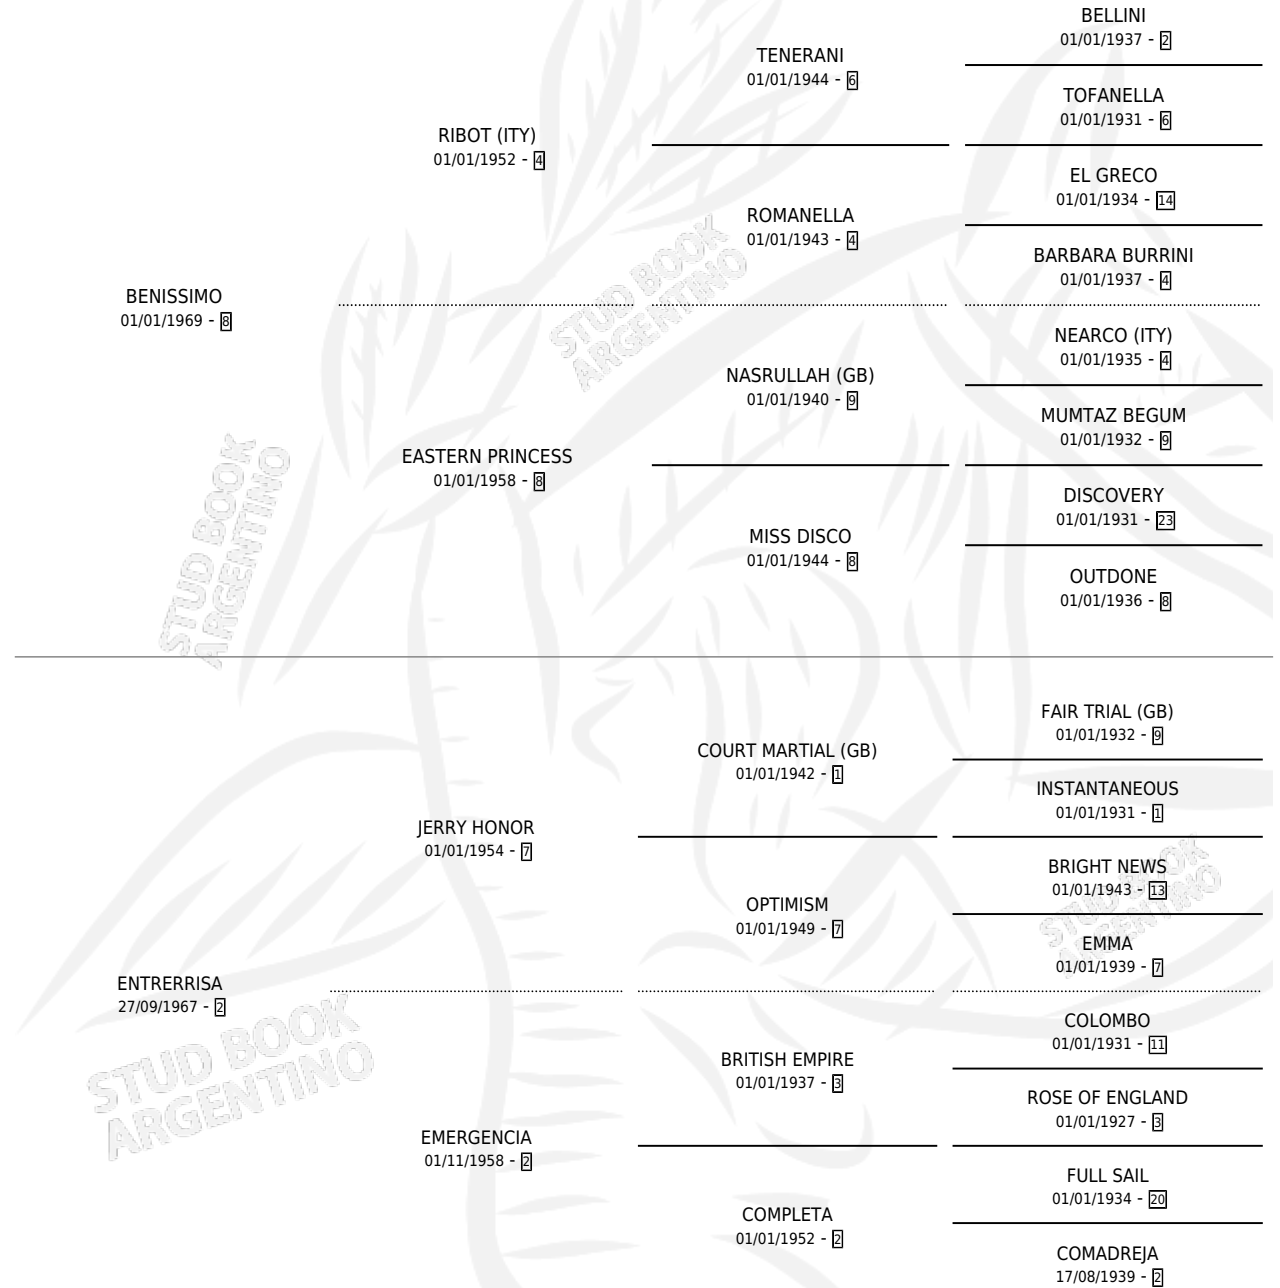 BELLINI
01/01/1937 - 2
TENERANI
01/01/1944 - 6
TOFANELLA
01/01/1931 - 6
RIBOT (ITY)
01/01/1952 - 4
EL GRECO
01/01/1934 - 14
ROMANELLA
01/01/1943 - 4
BARBARA BURRINI
01/01/1937 - 4
BENISSIMO
01/01/1969 - 8
NEARCO (ITY)
01/01/1935 - 4
NASRULLAH (GB)
01/01/1940 - 9
MUMTAZ BEGUM
01/01/1932 - 9
EASTERN PRINCESS
01/01/1958 - 8
DISCOVERY
01/01/1931 - 23
MISS DISCO
01/01/1944 - 8
OUTDONE
01/01/1936 - 8
STUD BOOK
ARGENTINO
STUD BOOK
ARGENTINO
FAIR TRIAL (GB)
01/01/1932 - 9
COURT MARTIAL (GB)
01/01/1942 - 1
INSTANTANEOUS
01/01/1931 - 1
JERRY HONOR
01/01/1954 - 7
BRIGHT NEWS
01/01/1943 - 13
OPTIMISM
01/01/1949 - 7
EMMA
01/01/1939 - 7
ENTRERRISA
27/09/1967 - 2
COLOMBO
01/01/1931 - 11
BRITISH EMPIRE
01/01/1937 - 3
ROSE OF ENGLAND
01/01/1927 - 3
EMERGENCIA
01/11/1958 - 2
FULL SAIL
01/01/1934 - 20
COMPLETA
01/01/1952 - 2
COMADREJA
17/08/1939 - 2
STUD BOOK
ARGENTINO
STUD BOOK
ARGENTINO